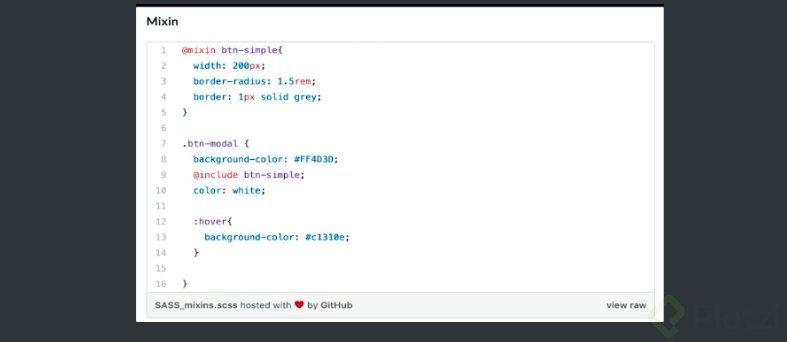 Mixin
1 @mixin btn-simple{
2 width: 200px;
3 border-radius: 1.5rem;
4 border: 1px solid grey;
5 }
6
7 .btn-modal {
8 background-color: #FF4D3D;
9 @include btn-simple;
10 color: white;
11
12 :hover{
13 background-color: #c1310e;
14 }
15
16 }
SASS_mixins.scss hosted with ❤ by GitHub view raw
Platzi